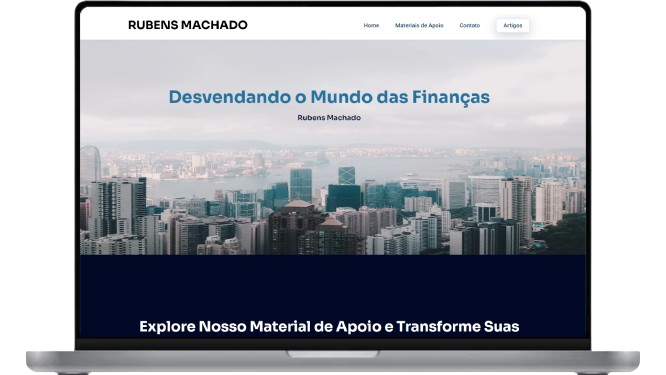 RUBENS MACHADO
Home
Materiais de Apoio
Contato
Artigos
Desvendando o Mundo das Finanças
Rubens Machado
Explore Nosso Material de Apoio e Transforme Suas